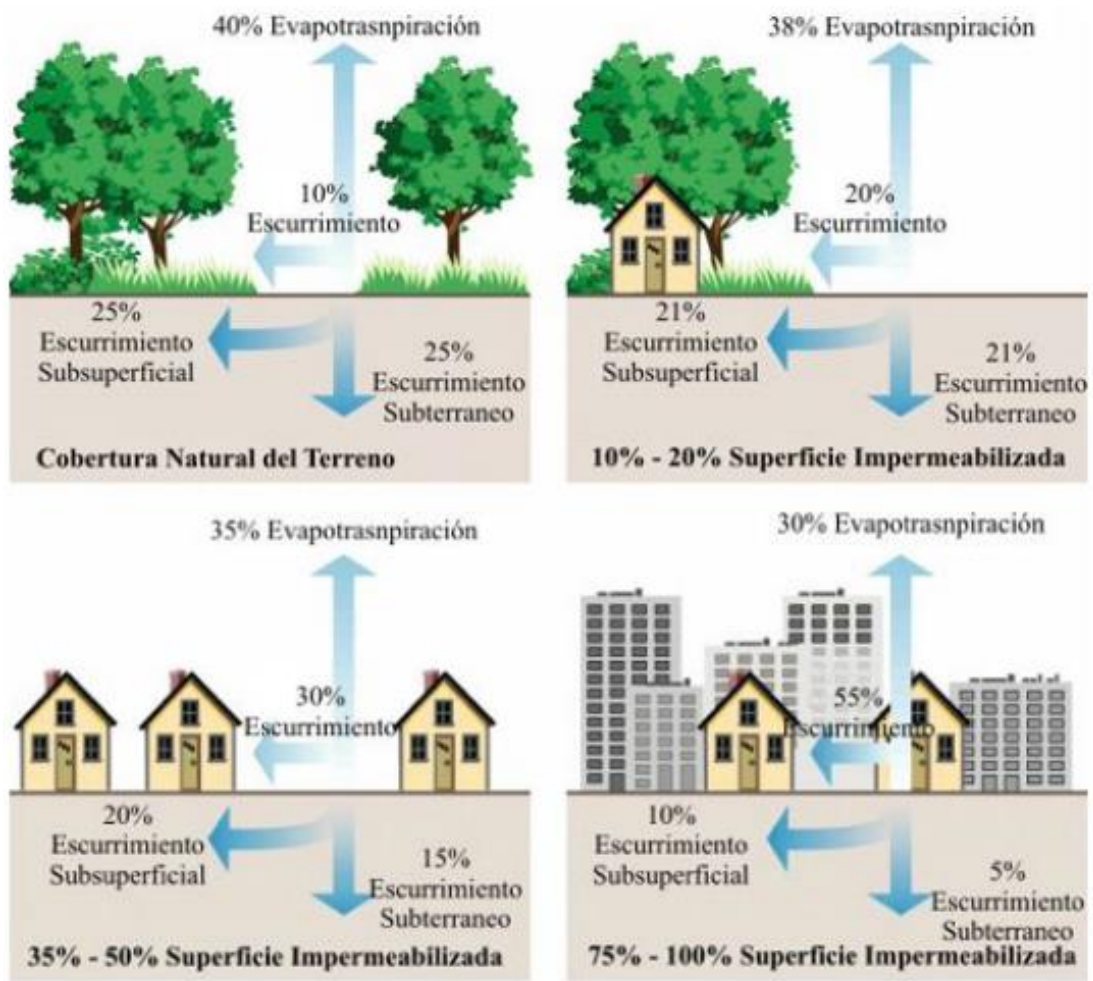 40% Evapotrasnpiración
10%
Escurrimiento
25%
Escurrimiento
Subsuperficial
25%
Escurrimiento
Subterraneo
Cobertura Natural del Terreno
38% Evapotrasnpiración
20%
Escurrimiento
21%
Escurrimiento
Subsuperficial
21%
Escurrimiento
Subterraneo
10% - 20% Superficie Impermeabilizada
35% Evapotrasnpiración
30%
Escurrimiento
20%
Escurrimiento
Subsuperficial
15%
Escurrimiento
Subterraneo
35% - 50% Superficie Impermeabilizada
30% Evapotrasnpiración
55%
Escurrimiento
10%
Escurrimiento
Subsuperficial
5%
Escurrimiento
Subterraneo
75% - 100% Superficie Impermeabilizada